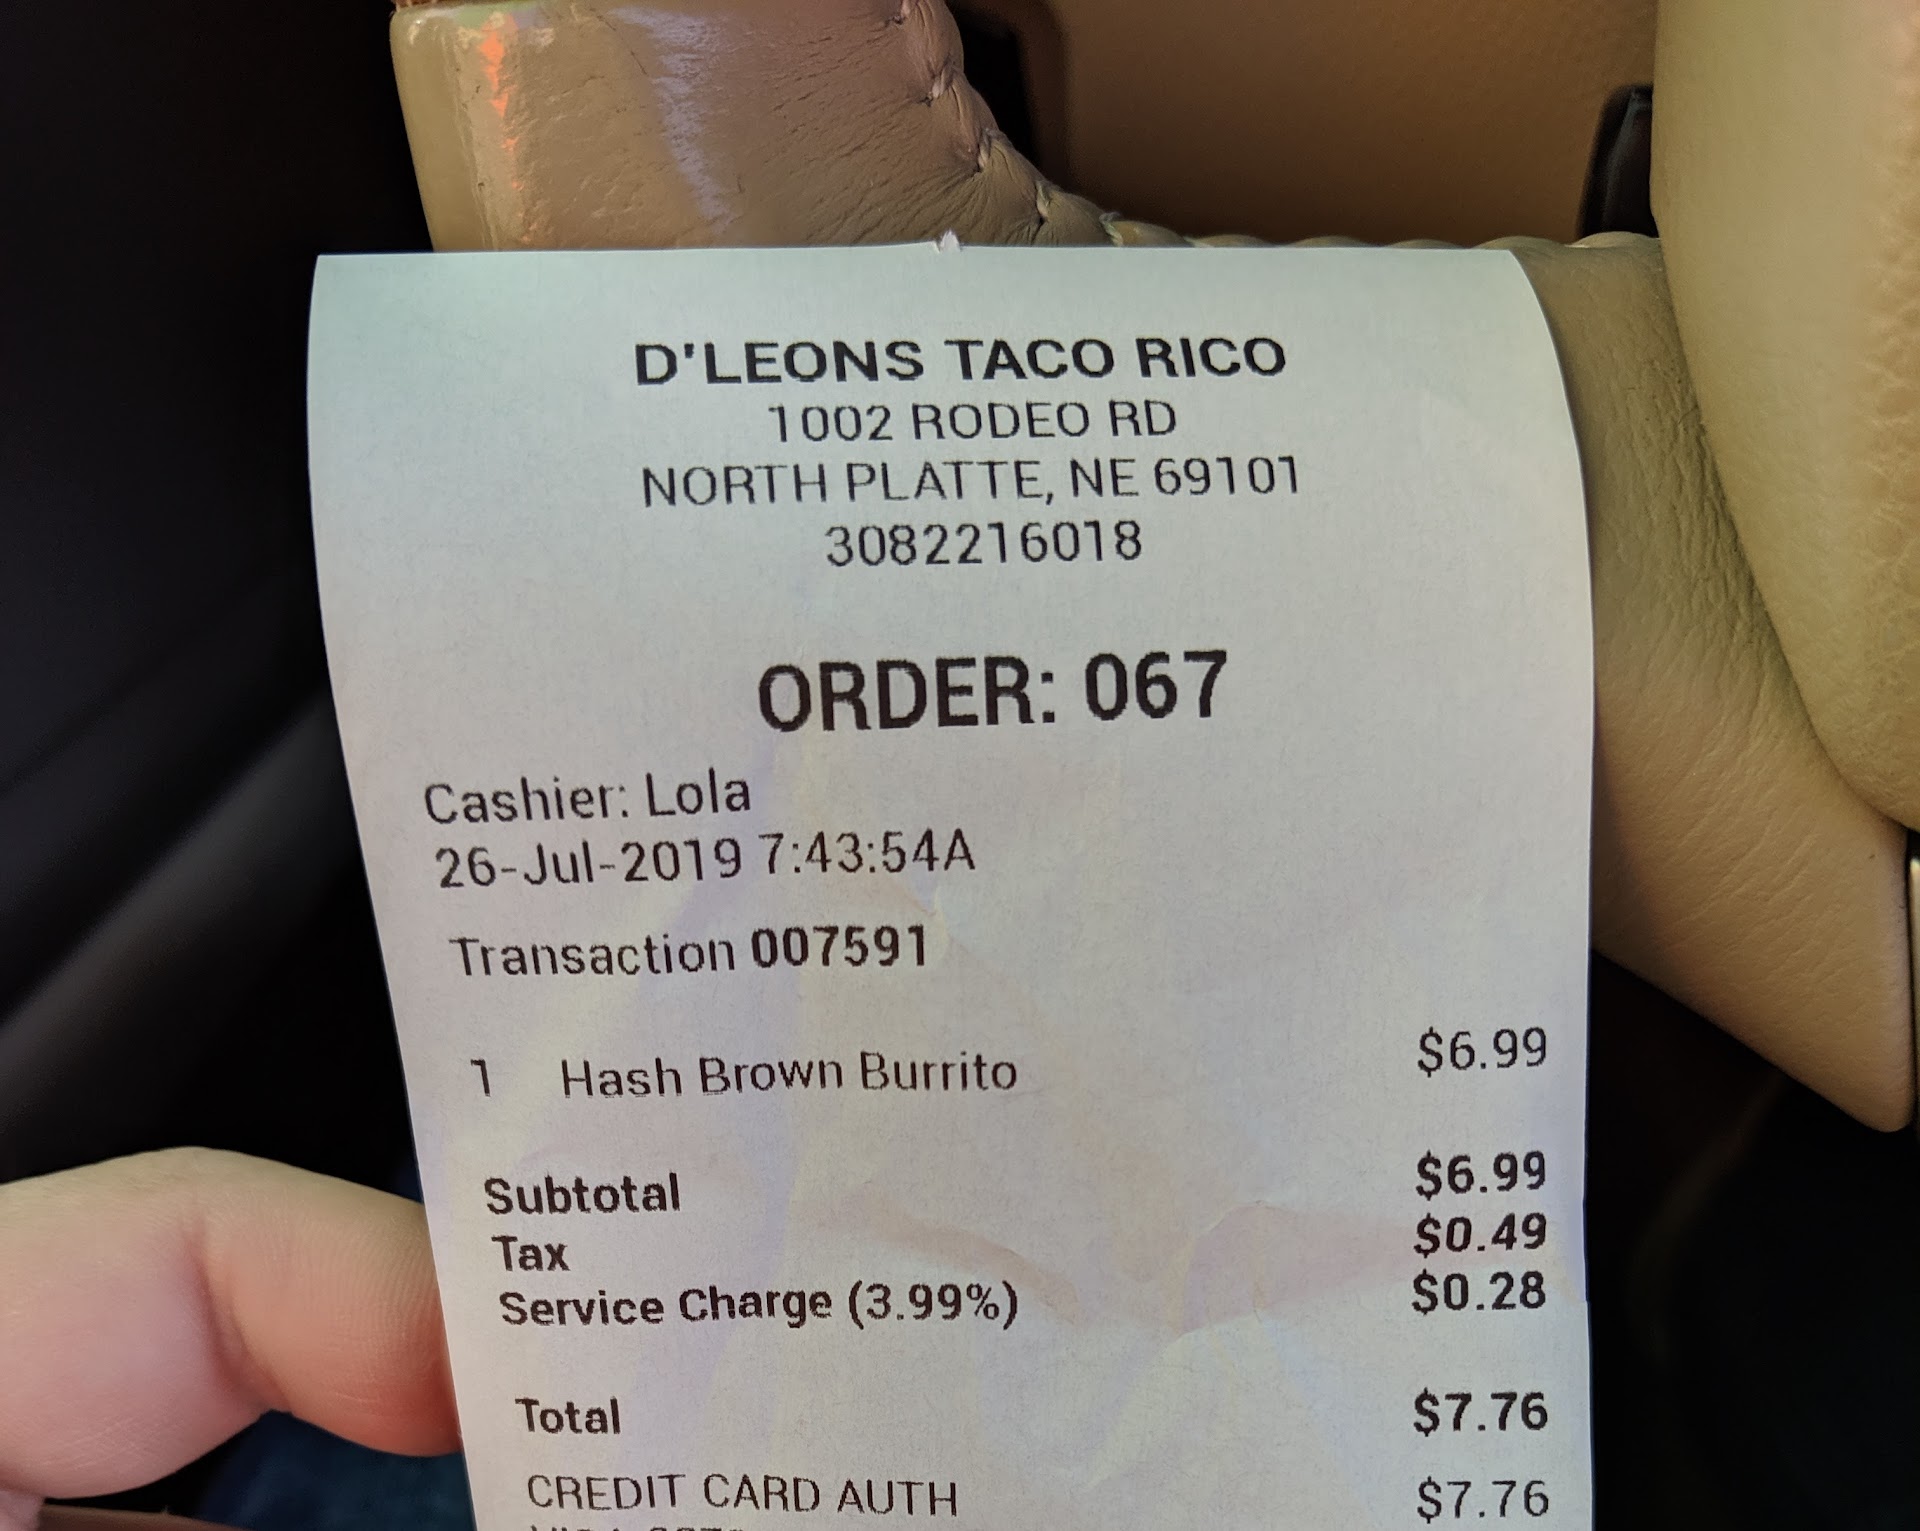 D'LEONS TACO RICO
1002 RODEO RD
NORTH PLATTE, NE 69101
3082216018
ORDER: 067
Cashier: Lola
26-Jul-2019 7:43:54A
Transaction 007591
1 Hash Brown Burrito $6.99
Subtotal $6.99
Tax $0.49
Service Charge (3.99%) $0.28
Total $7.76
CREDIT CARD AUTH $7.76